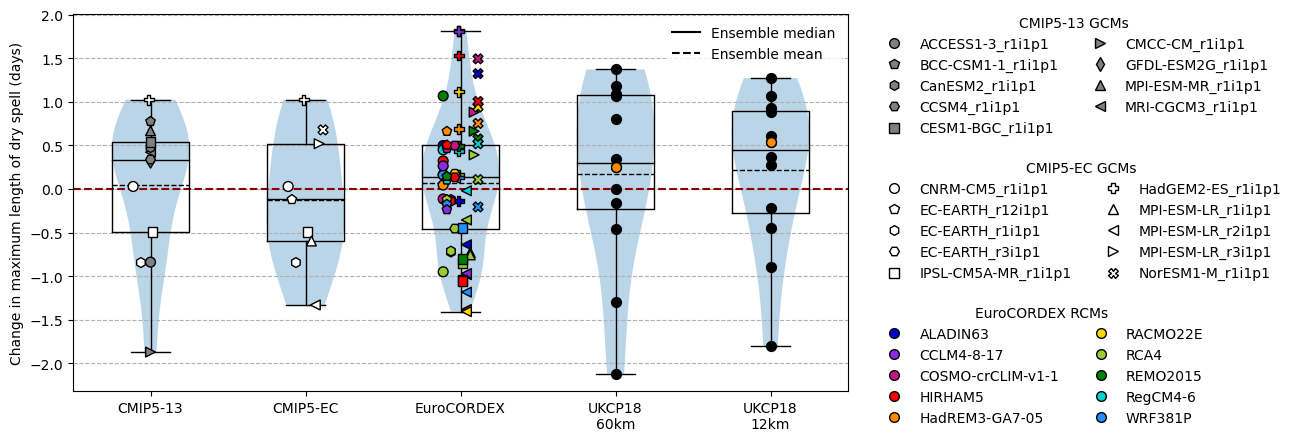 Change in maximum length of dry spell (days)
2.0
1.5
1.0
0.5
0.0
−0.5
−1.0
−1.5
−2.0
Ensemble median
Ensemble mean
CMIP5-13
CMIP5-EC
EuroCORDEX
UKCP18
60km
UKCP18
12km
CMIP5-13 GCMs
ACCESS1-3_r1i1p1
BCC-CSM1-1_r1i1p1
CanESM2_r1i1p1
CCSM4_r1i1p1
CESM1-BGC_r1i1p1
CMCC-CM_r1i1p1
GFDL-ESM2G_r1i1p1
MPI-ESM-MR_r1i1p1
MRI-CGCM3_r1i1p1
CMIP5-EC GCMs
CNRM-CM5_r1i1p1
EC-EARTH_r12i1p1
EC-EARTH_r1i1p1
EC-EARTH_r3i1p1
IPSL-CM5A-MR_r1i1p1
HadGEM2-ES_r1i1p1
MPI-ESM-LR_r1i1p1
MPI-ESM-LR_r2i1p1
MPI-ESM-LR_r3i1p1
NorESM1-M_r1i1p1
EuroCORDEX RCMs
ALADIN63
CCLM4-8-17
COSMO-crCLIM-v1-1
HIRHAM5
HadREM3-GA7-05
RACMO22E
RCA4
REMO2015
RegCM4-6
WRF381P